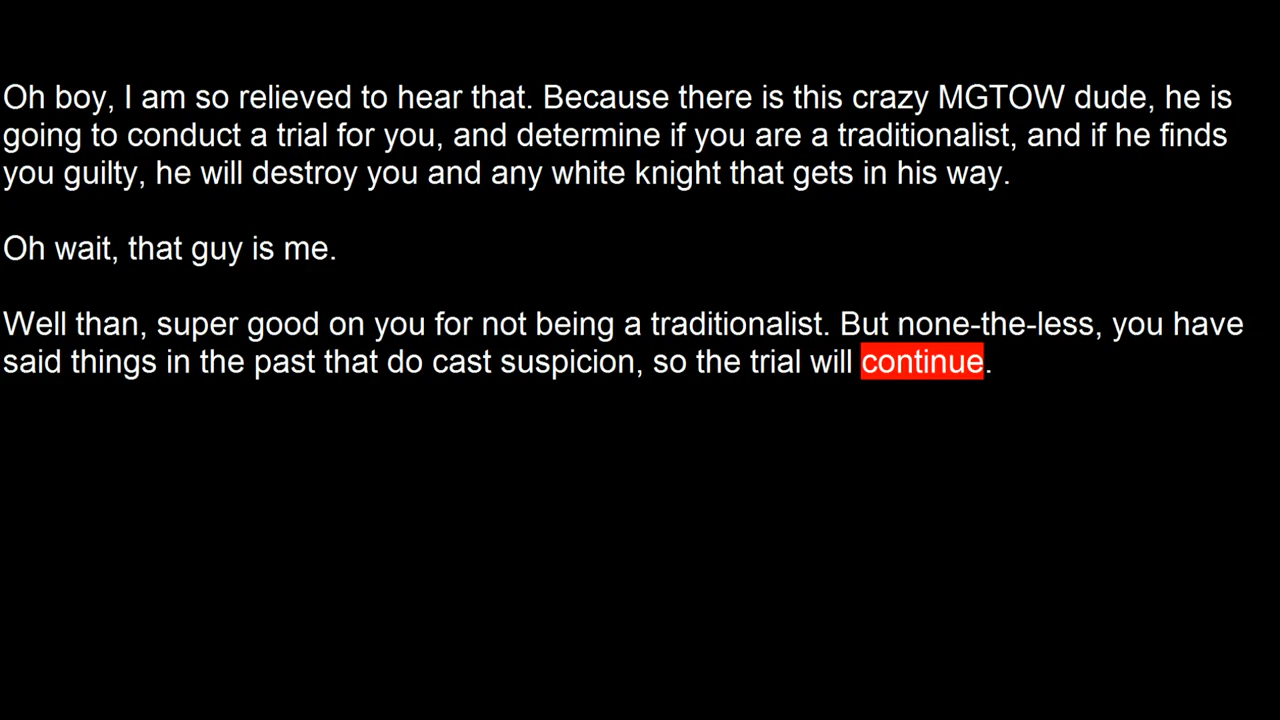 Oh boy, I am so relieved to hear that. Because there is this crazy MGTOW dude, he is
going to conduct a trial for you, and determine if you are a traditionalist, and if he finds
you guilty, he will destroy you and any white knight that gets in his way.
Oh wait, that guy is me.
Well than, super good on you for not being a traditionalist. But none-the-less, you have
said things in the past that do cast suspicion, so the trial will continue.